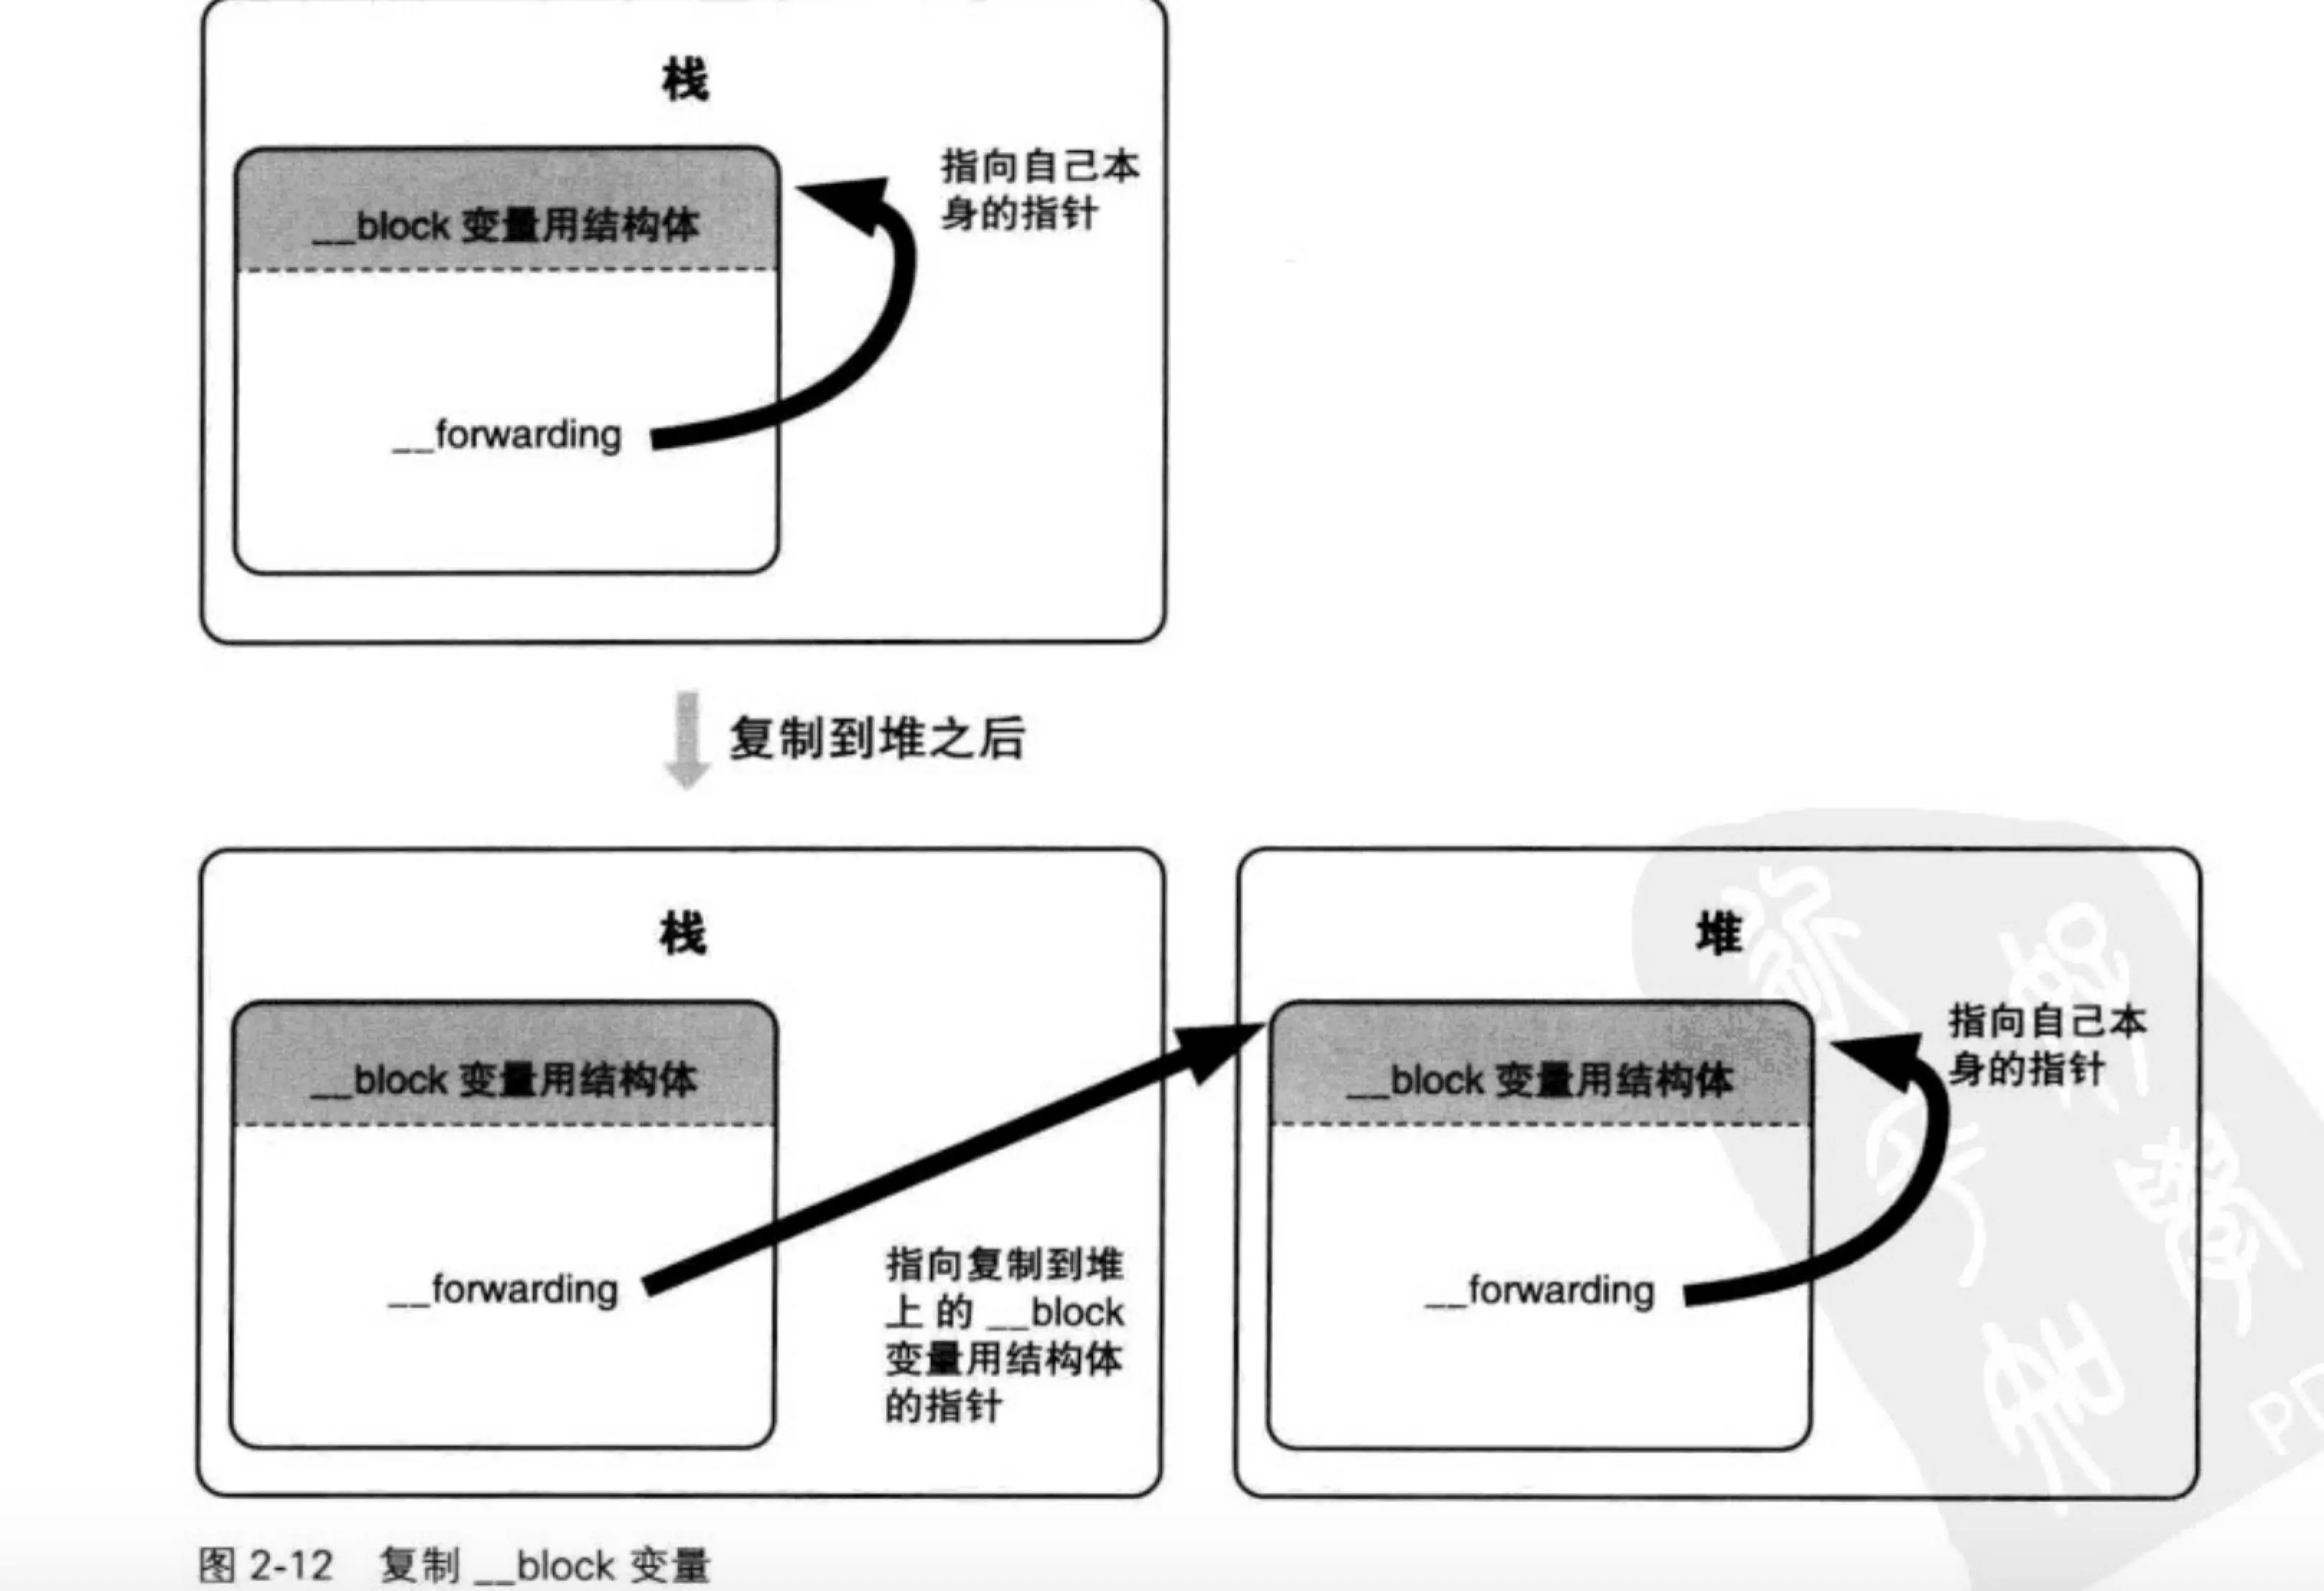 栈
指向自己本
身的指针
__block 变量用结构体
__forwarding
复制到堆之后
栈
__block 变量用结构体
__forwarding
指向复制到堆
上的 __block
变量用结构体
的指针
堆
指向自己本
身的指针
__block 变量用结构体
__forwarding
图 2-12 复制 __block 变量